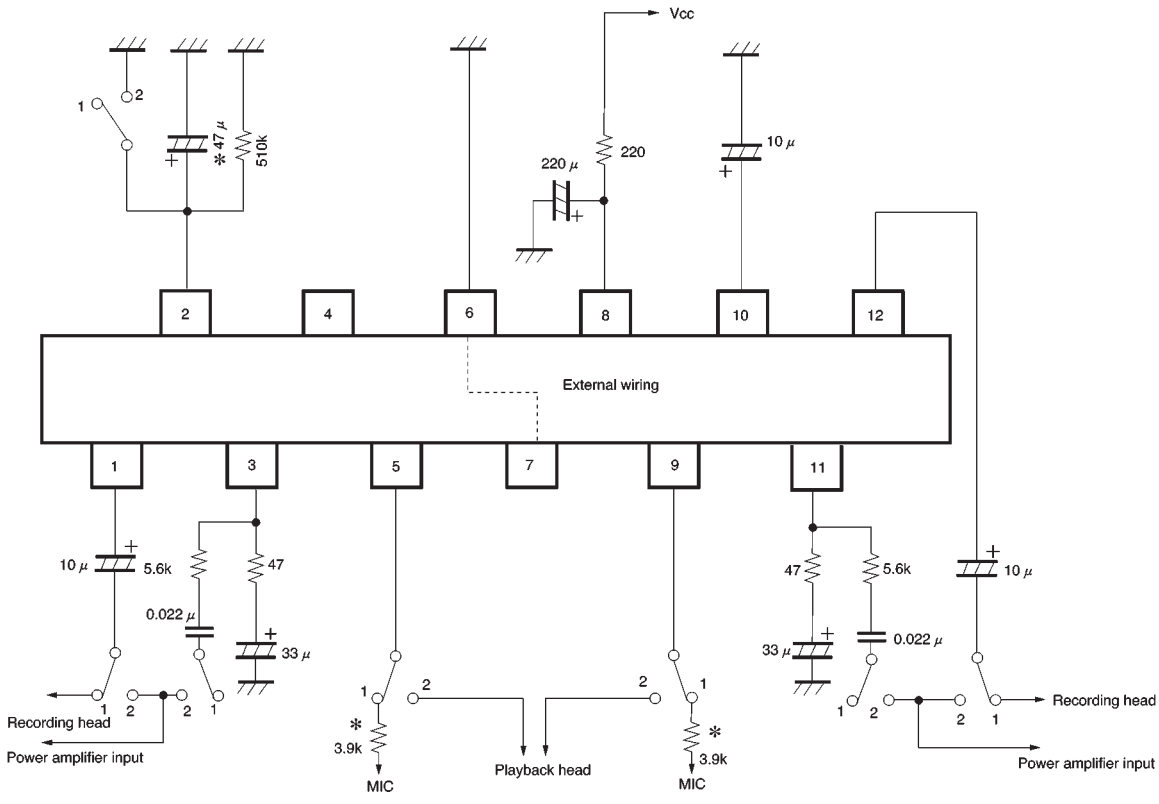 Vcc
1 2
+ * 47 μ 510k
220 μ + 220
10 μ +
2 4 6 8 10 12
External wiring
1 3 5 7 9 11
10 μ + 5.6k 47
0.022 μ
+ 33 μ
47 5.6k
+ 10 μ
33 μ + 0.022 μ
1 2 2 1
1 2
2 1
1 2 2 1
Recording head
Power amplifier input
* 3.9k
MIC
Playback head
* 3.9k
MIC
Recording head
Power amplifier input